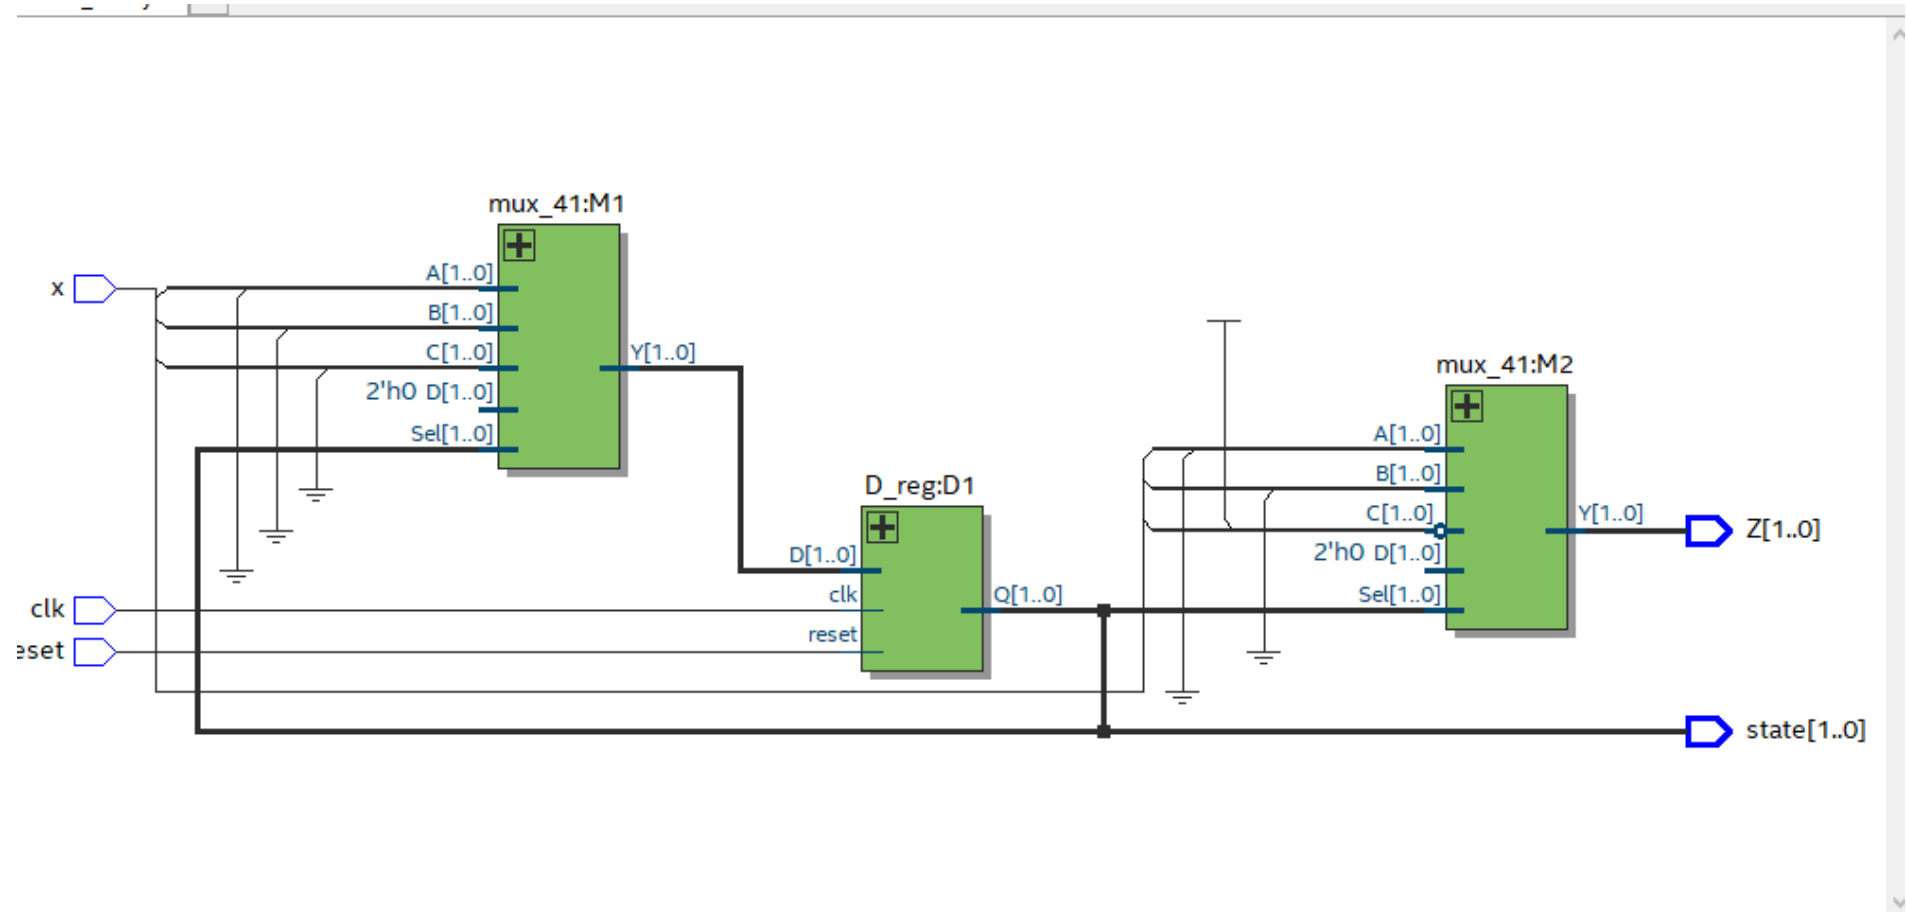 mux_41:M1
x
A[1..0]
B[1..0]
C[1..0]
Y[1..0]
2'h0 D[1..0]
Sel[1..0]
mux_41:M2
A[1..0]
B[1..0]
C[1..0]
Y[1..0]
Z[1..0]
2'h0 D[1..0]
Sel[1..0]
D_reg:D1
D[1..0]
clk
clk
Q[1..0]
reset
eset
state[1..0]